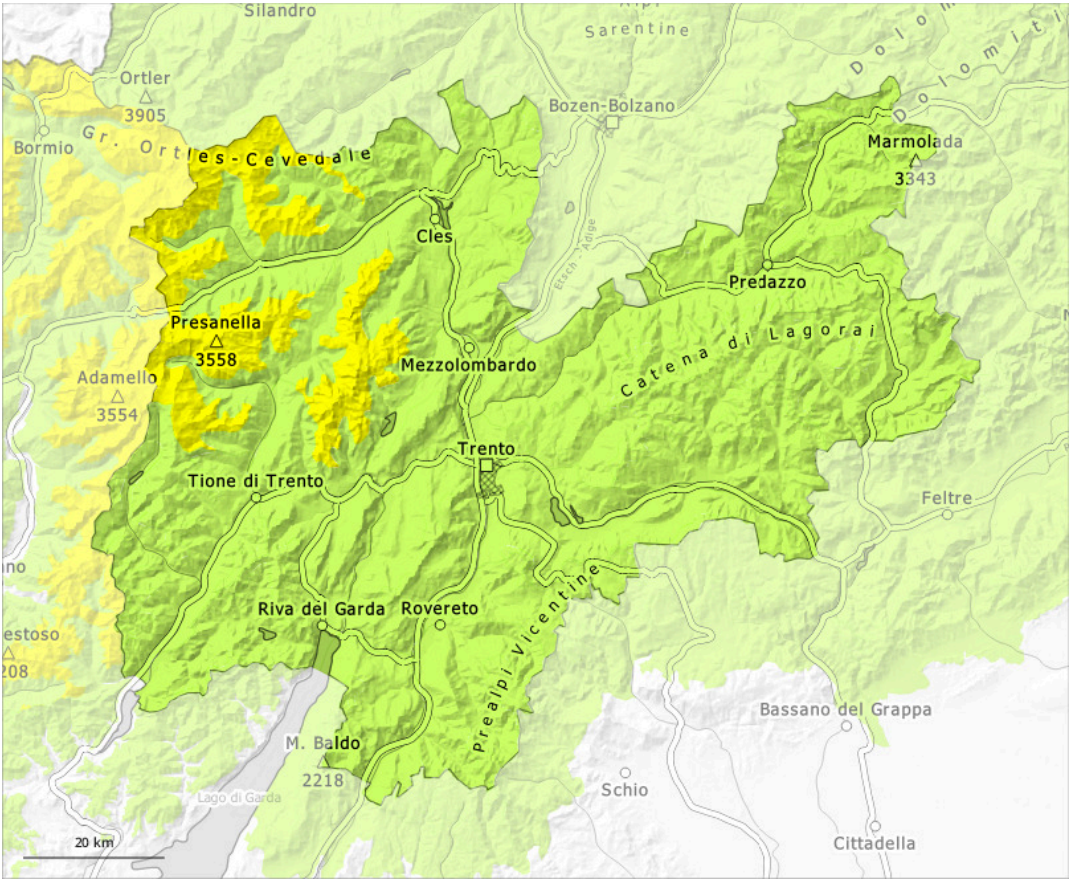 Silandro
Sarentine
Ortler
3905
Bozen-Bolzano
Bormio
Gr. Ortles-Cevedale
Marmolada
3343
Cles
Etsch - Adige
Predazzo
Presanella
3558
Catena di Lagorai
Mezzolombardo
Adamello
3554
Trento
Tione di Trento
Feltre
Riva del Garda
Rovereto
Prealpi Vicentine
Bassano del Grappa
M. Baldo
2218
Lago di Garda
Schio
20 km
Cittadella